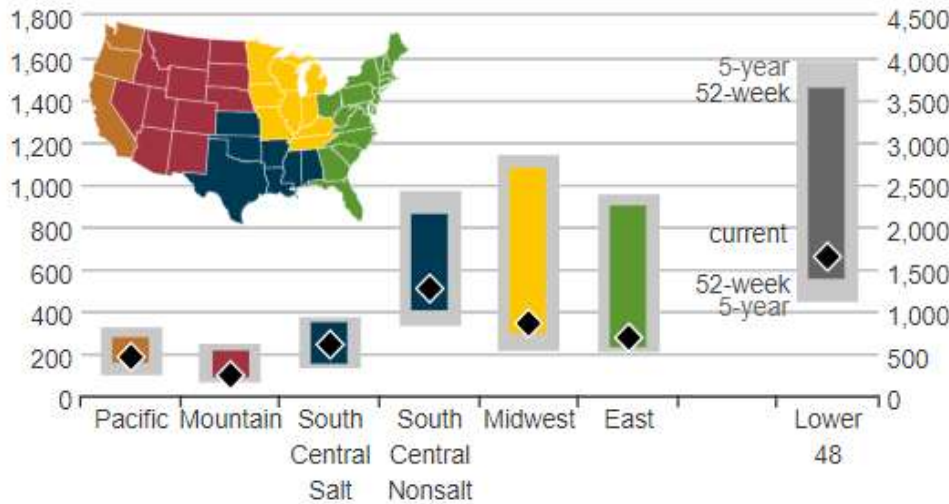 1,800 4,500
1,600 5-year 4,000
1,400 52-week 3,500
1,200 3,000
1,000 2,500
800 current 2,000
600 52-week 1,500
400 5-year 1,000
200 500
0 0
Pacific Mountain South Central Salt South Central Nonsalt Midwest East Lower 48